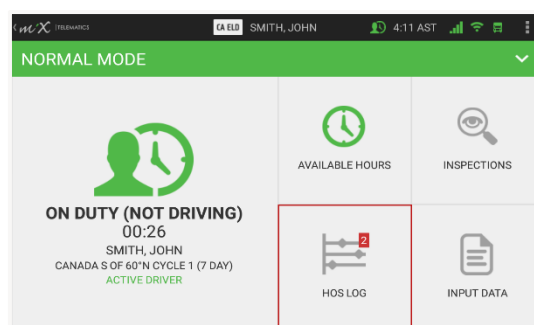 miX TELEMATICS
CA ELD SMITH, JOHN 4:11 AST
NORMAL MODE
AVAILABLE HOURS
INSPECTIONS
ON DUTY (NOT DRIVING)
00:26
SMITH, JOHN
CANADA S OF 60°N CYCLE 1 (7 DAY)
ACTIVE DRIVER
2
HOS LOG
INPUT DATA